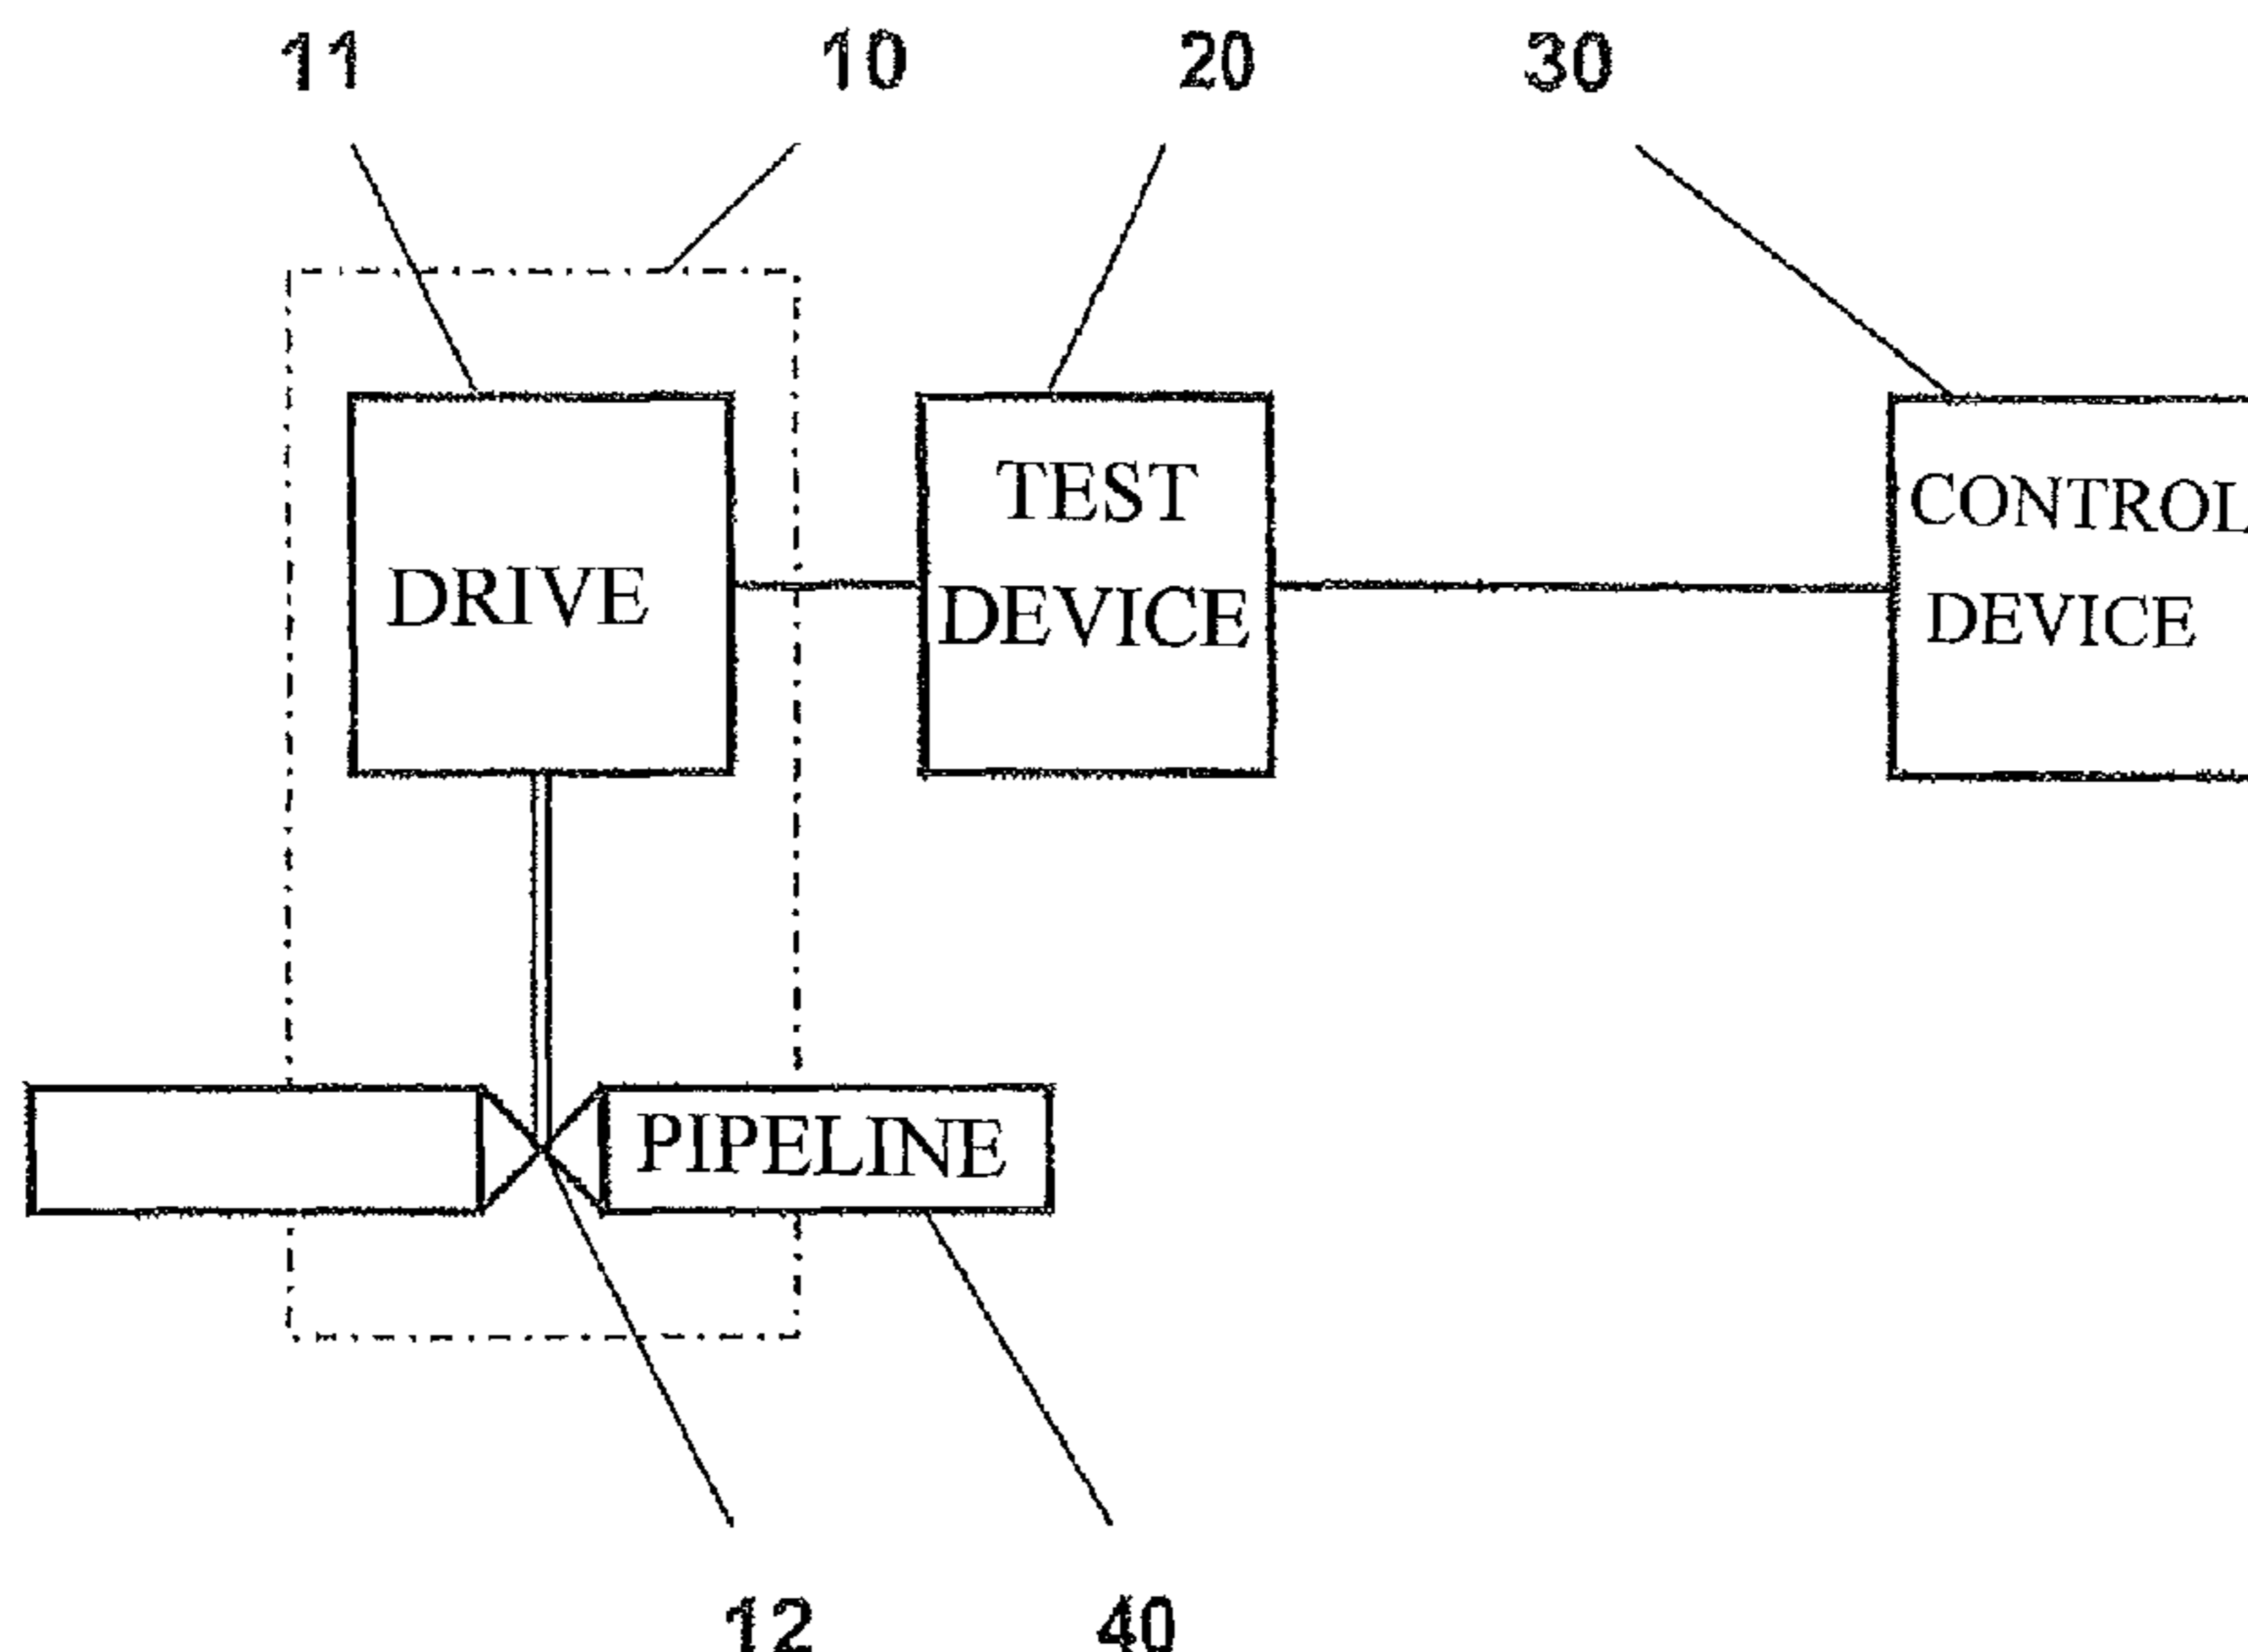 11 10 20 30
DRIVE
TEST
DEVICE
CONTROL
DEVICE
PIPELINE
12 40